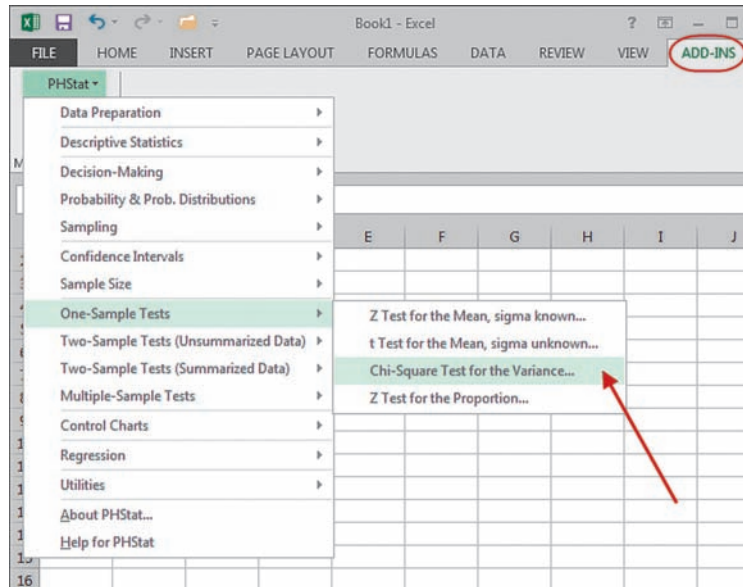 Book1 - Excel
?
FILE HOME INSERT PAGE LAYOUT FORMULAS DATA REVIEW VIEW ADD-INS
PHStat
Data Preparation
Descriptive Statistics
M
Decision-Making
Probability & Prob. Distributions
Sampling
E F G H I J
Confidence Intervals
Sample Size
One-Sample Tests
Z Test for the Mean, sigma known...
Two-Sample Tests (Unsummarized Data)
t Test for the Mean, sigma unknown...
Two-Sample Tests (Summarized Data)
Chi-Square Test for the Variance...
Multiple-Sample Tests
Z Test for the Proportion...
Control Charts
Regression
Utilities
About PHStat...
Help for PHStat
16